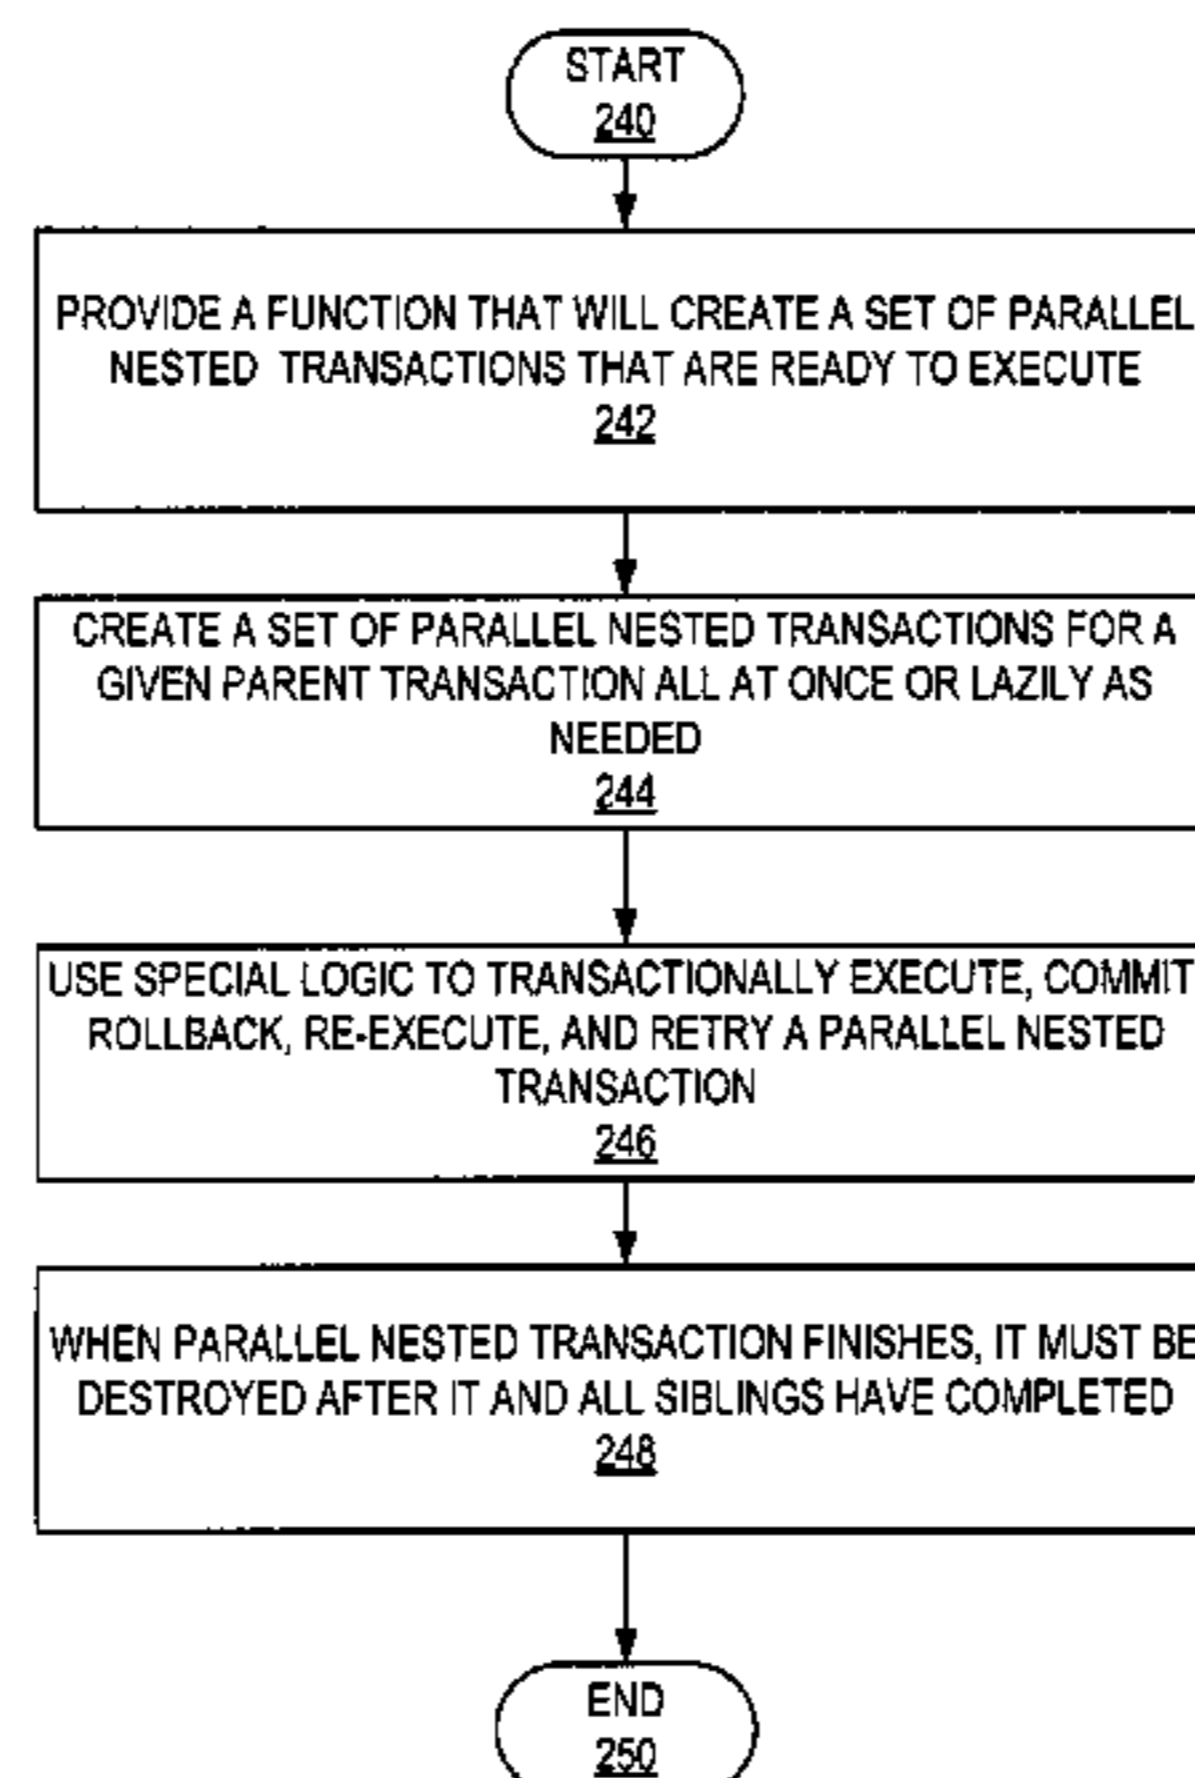 START
240
PROVIDE A FUNCTION THAT WILL CREATE A SET OF PARALLEL
NESTED TRANSACTIONS THAT ARE READY TO EXECUTE
242
CREATE A SET OF PARALLEL NESTED TRANSACTIONS FOR A
GIVEN PARENT TRANSACTION ALL AT ONCE OR LAZILY AS
NEEDED
244
USE SPECIAL LOGIC TO TRANSACTIONALLY EXECUTE, COMMIT
ROLLBACK, RE-EXECUTE, AND RETRY A PARALLEL NESTED
TRANSACTION
246
WHEN PARALLEL NESTED TRANSACTION FINISHES, IT MUST BE
DESTROYED AFTER IT AND ALL SIBLINGS HAVE COMPLETED
248
END
250